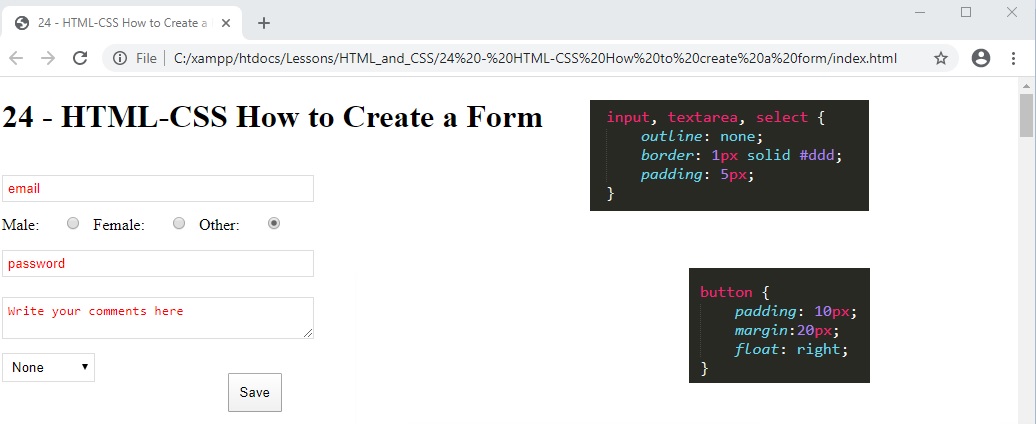 24 - HTML-CSS How to Create a
File | C:/xampp/htdocs/Lessons/HTML_and_CSS/24%20-%20HTML-CSS%20How%20to%20create%20a%20form/index.html
24 - HTML-CSS How to Create a Form
email
Male: Female: Other:
password
Write your comments here
None
Save
input, textarea, select {
outline: none;
border: 1px solid #ddd;
padding: 5px;
}
button {
padding: 10px;
margin:20px;
float: right;
}